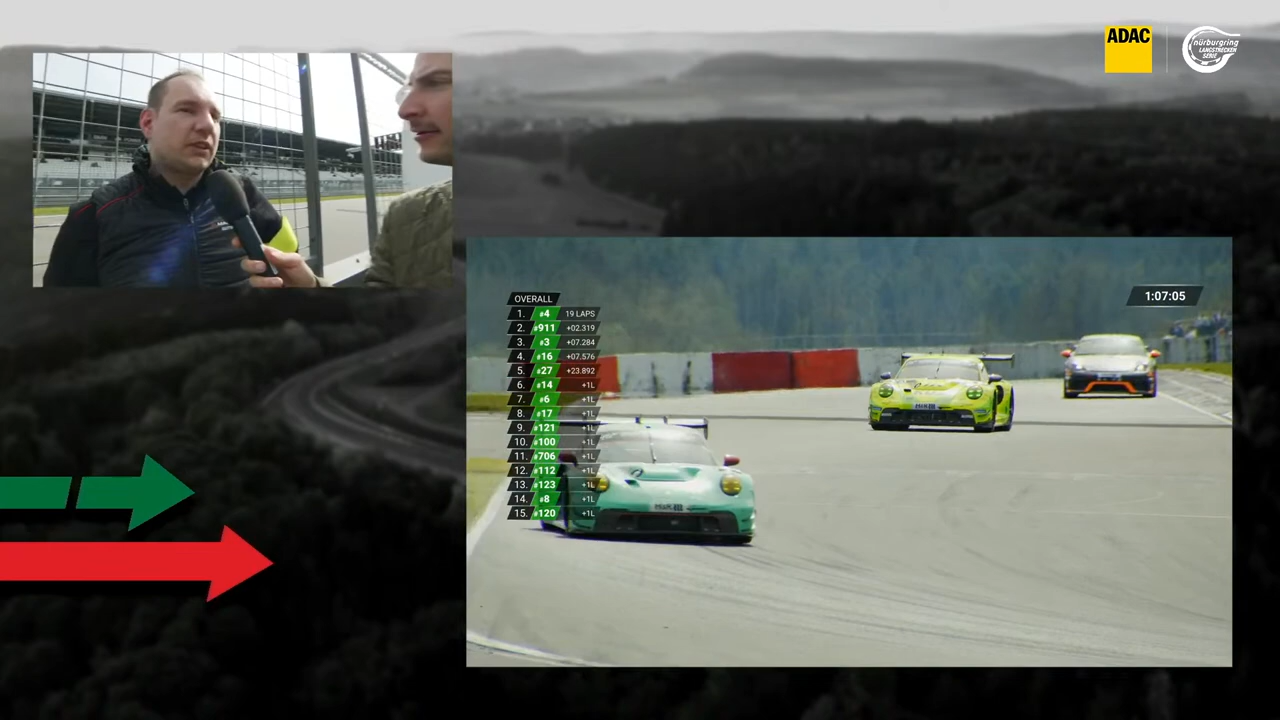 ADAC
nürburgring
LANGSTRECKEN
SERIE
OVERALL
1. #4 19 LAPS
2. #911 +02.319
3. #3 +07.284
4. #16 +07.576
5. #27 +23.892
6. #14 +1L
7. #6 +1L
8. #17 +1L
9. #121 +1L
10. #100 +1L
11. #706 +1L
12. #112 +1L
13. #123 +1L
14. #8 +1L
15. #120 +1L
1:07:05